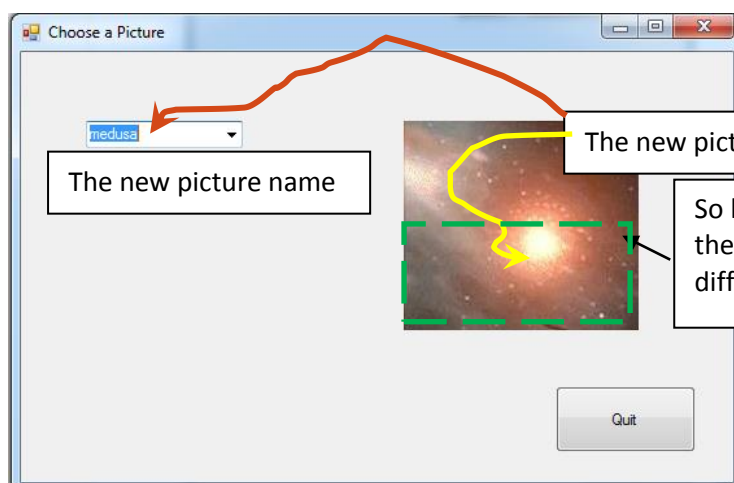 Choose a Picture
medusa
The new picture name
The new pict
So
the
diff
Quit